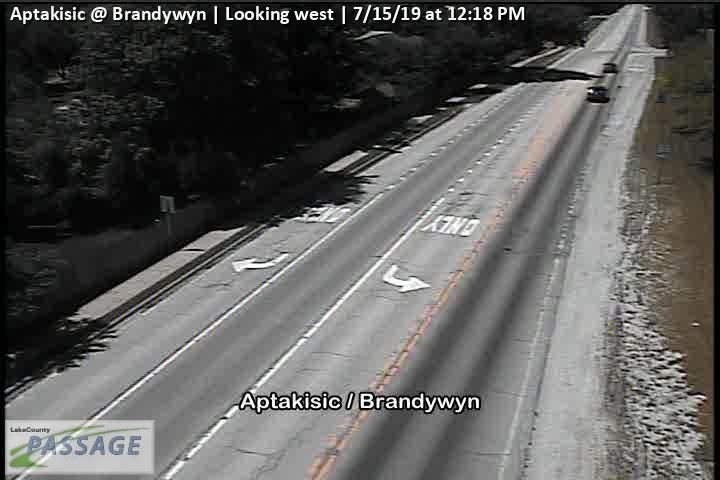 Aptakisic @ Brandywyn | Looking west | 7/15/19 at 12:18 PM
ONLY
ONLY
Aptakisic / Brandywyn
LakeCounty
PASSAGE